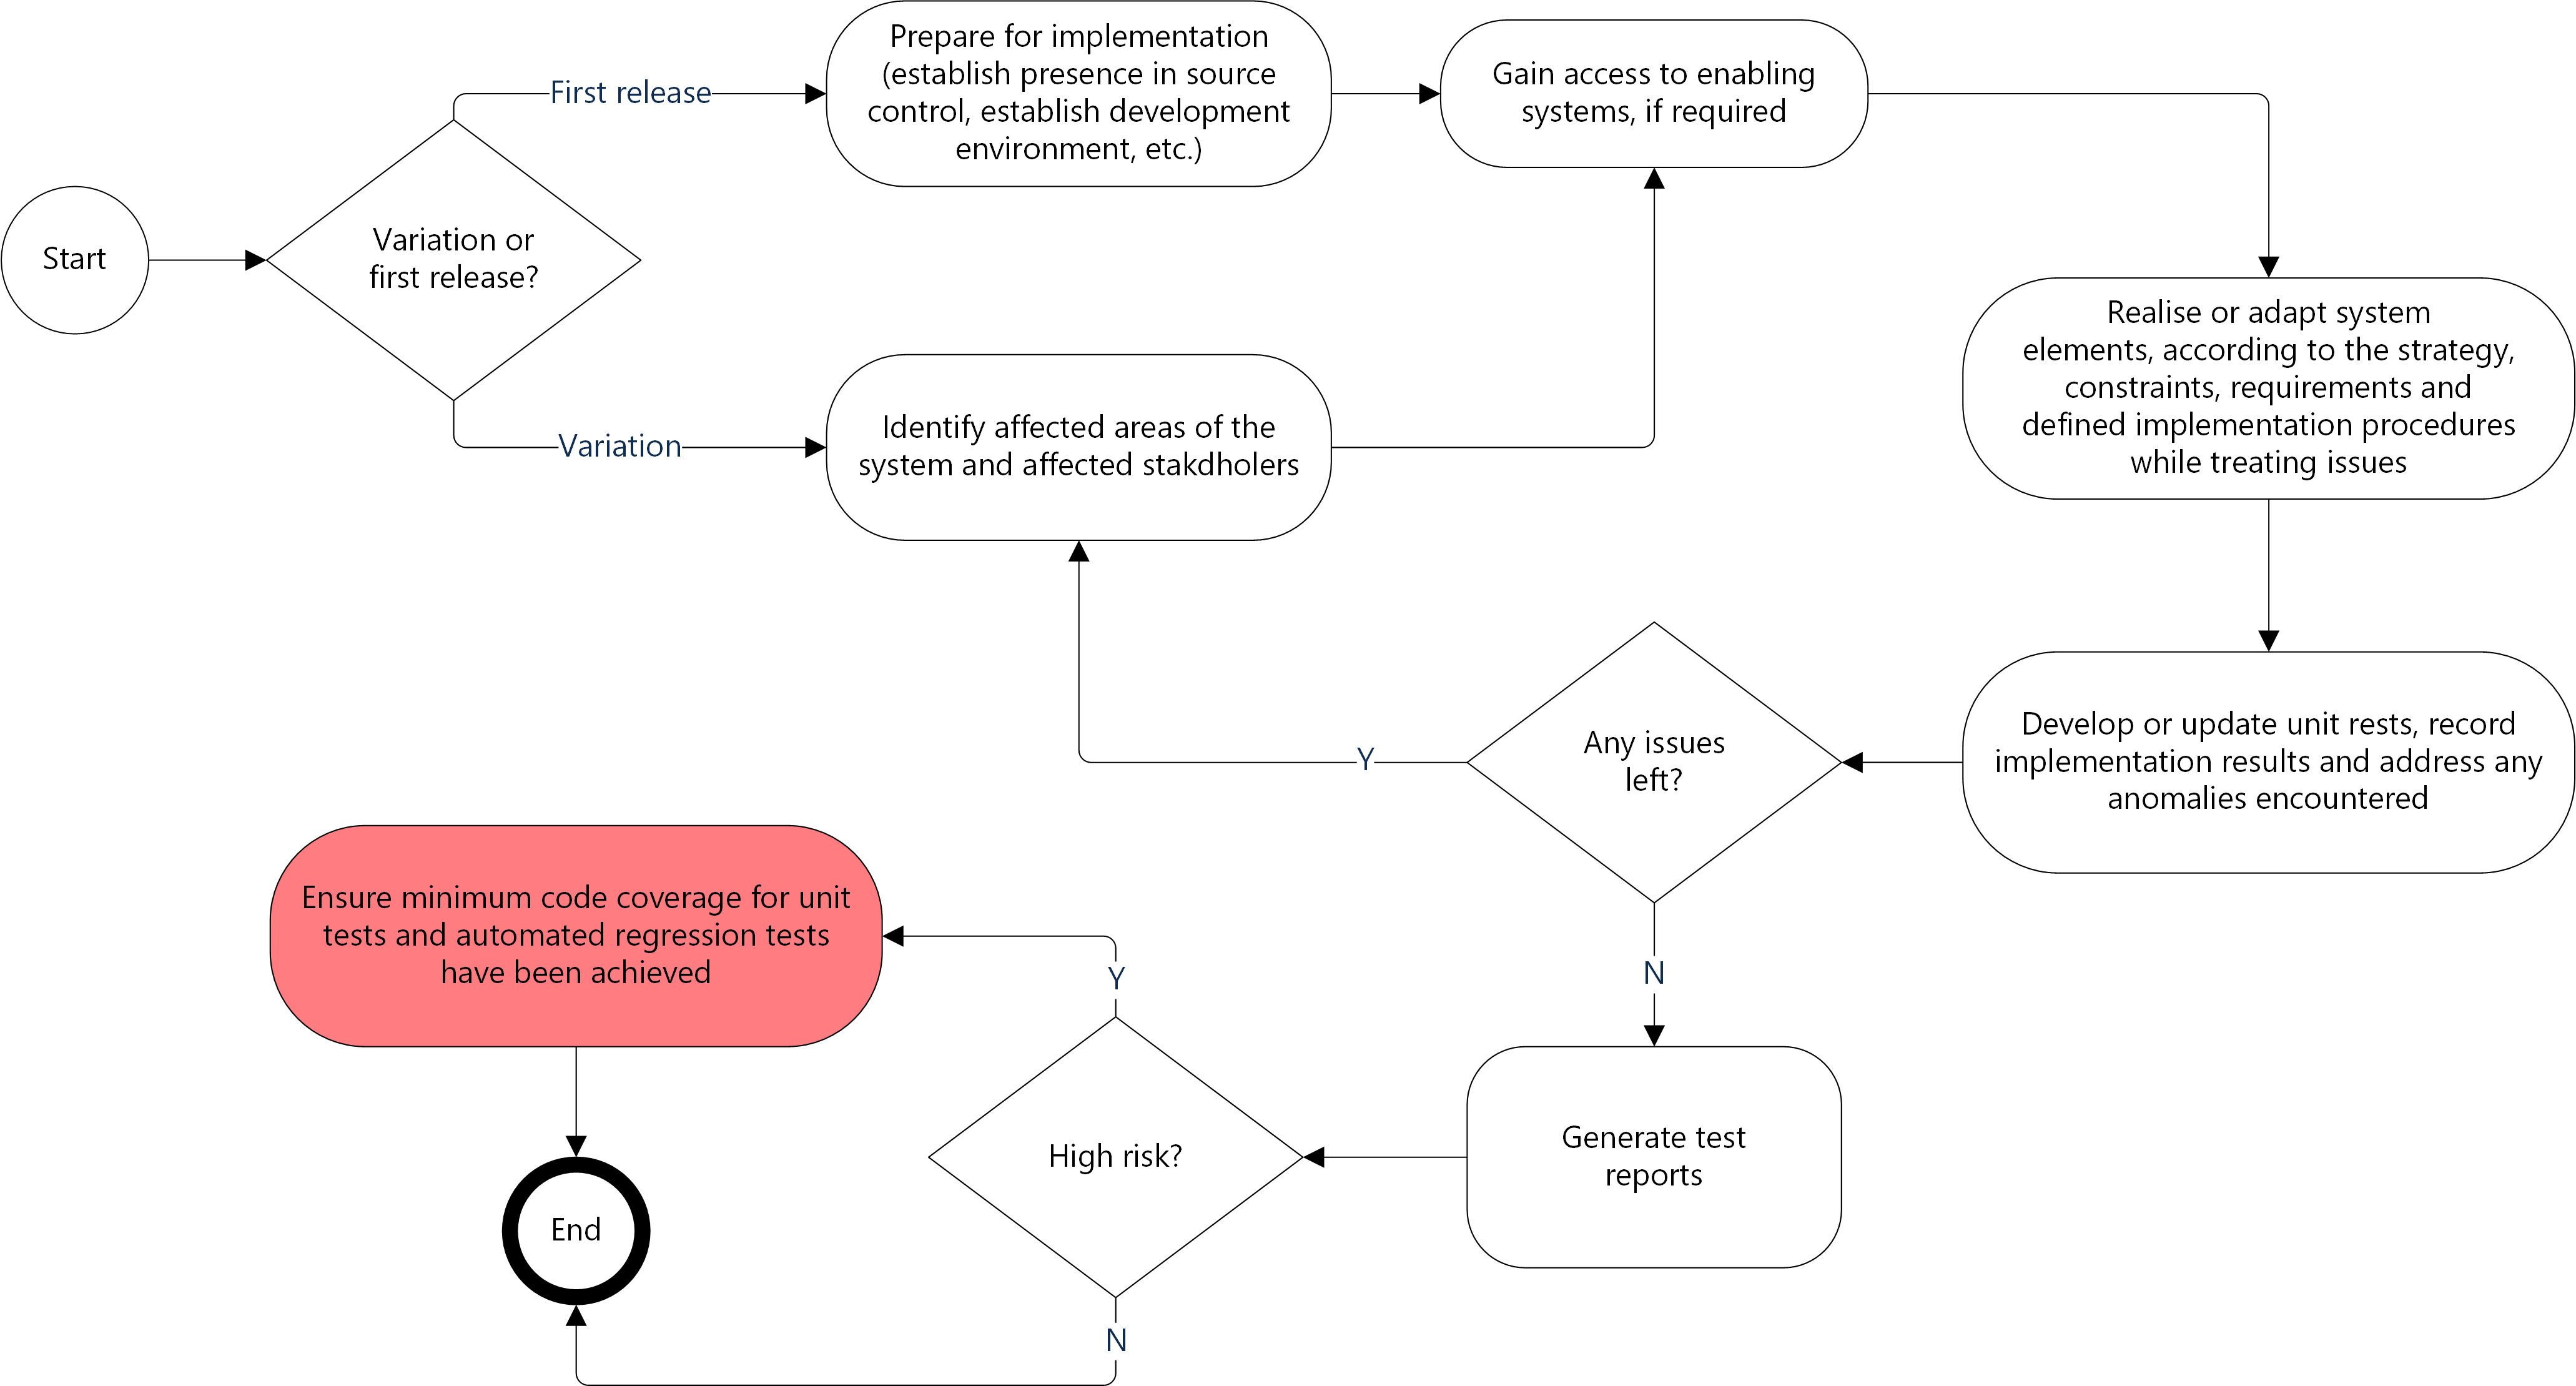 Start
Variation or
first release?
First release
Variation
Prepare for implementation
(establish presence in source
control, establish development
environment, etc.)
Gain access to enabling
systems, if required
Identify affected areas of the
system and affected stakdholers
Realise or adapt system
elements, according to the strategy,
constraints, requirements and
defined implementation procedures
while treating issues
Develop or update unit rests, record
implementation results and address any
anomalies encountered
Any issues
left?
Y
N
Generate test
reports
High risk?
Y
N
Ensure minimum code coverage for unit
tests and automated regression tests
have been achieved
End